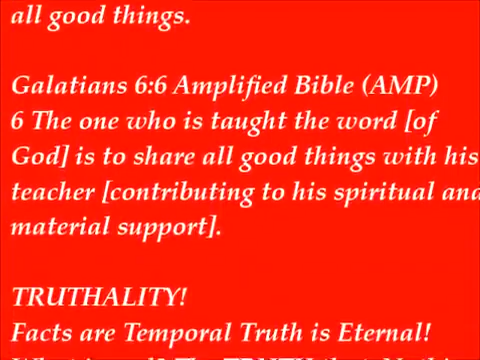 all good things.
Galatians 6:6 Amplified Bible (AMP)
6 The one who is taught the word [of
God] is to share all good things with his
teacher [contributing to his spiritual and
material support].
TRUTHALITY!
Facts are Temporal Truth is Eternal!